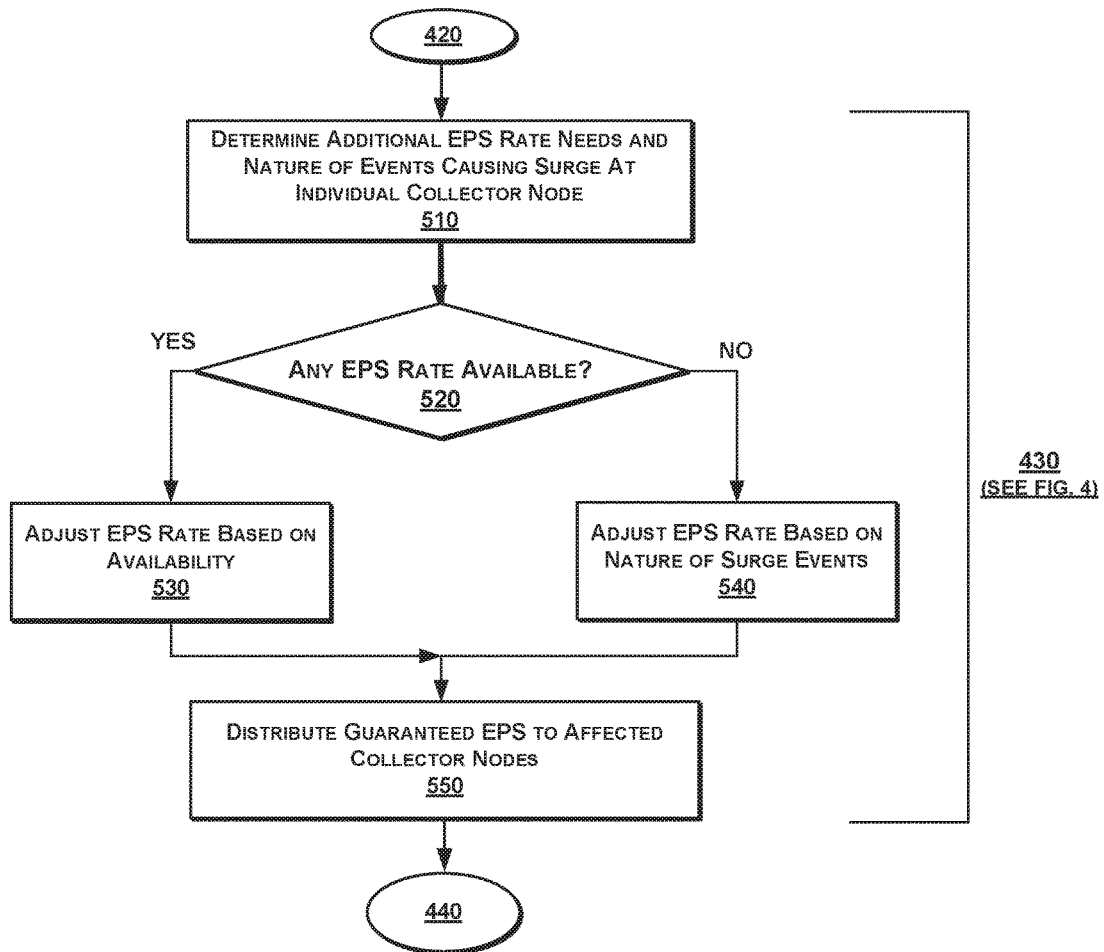 420
DETERMINE ADDITIONAL EPS RATE NEEDS AND
NATURE OF EVENTS CAUSING SURGE AT
INDIVIDUAL COLLECTOR NODE
510
YES
NO
ANY EPS RATE AVAILABLE?
520
430
(SEE FIG. 4)
ADJUST EPS RATE BASED ON
AVAILABILITY
530
ADJUST EPS RATE BASED ON
NATURE OF SURGE EVENTS
540
DISTRIBUTE GUARANTEED EPS TO AFFECTED
COLLECTOR NODES
550
440